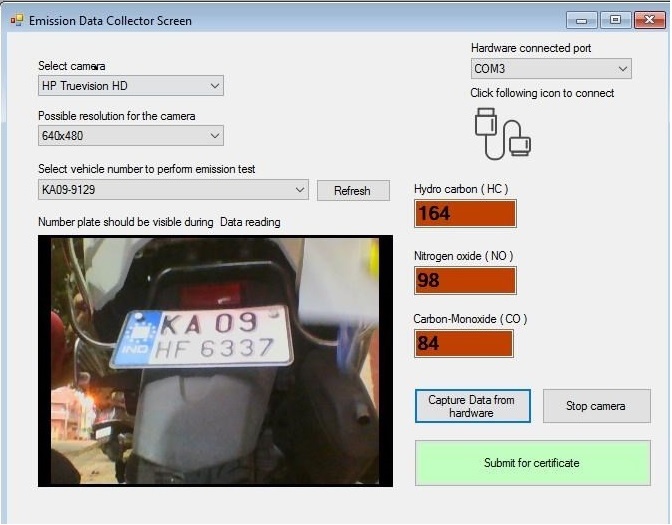 Emission Data Collector Screen
Select camera
HP Truevision HD
Possible resolution for the camera
640x480
Select vehicle number to perform emission test
KA09-9129
Refresh
Number plate should be visible during Data reading
KA 09
IND
HF 6337
Hardware connected port
COM3
Click following icon to connect
Hydro carbon ( HC )
164
Nitrogen oxide ( NO )
98
Carbon-Monoxide ( CO )
84
Capture Data from
hardware
Stop camera
Submit for certificate